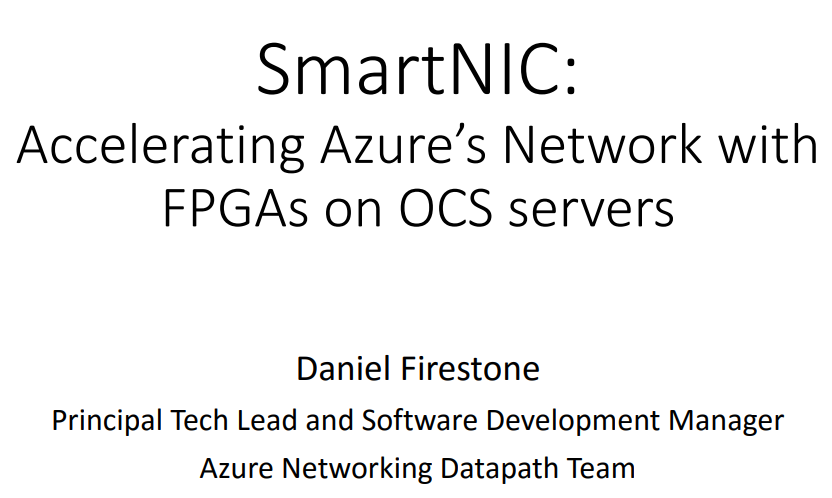 SmartNIC:
Accelerating Azure’s Network with
FPGAs on OCS servers
Daniel Firestone
Principal Tech Lead and Software Development Manager
Azure Networking Datapath Team